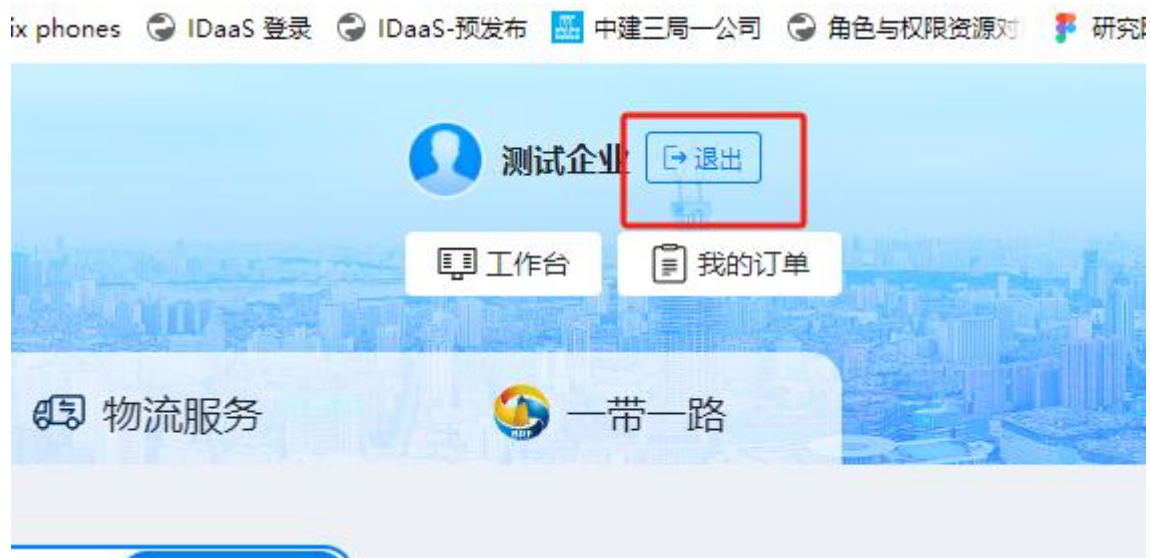 ix phones IDaaS 登录 IDaaS-预发布 中建三局一公司 角色与权限资源对 研究
测试企业 退出
工作台 我的订单
物流服务 一带一路